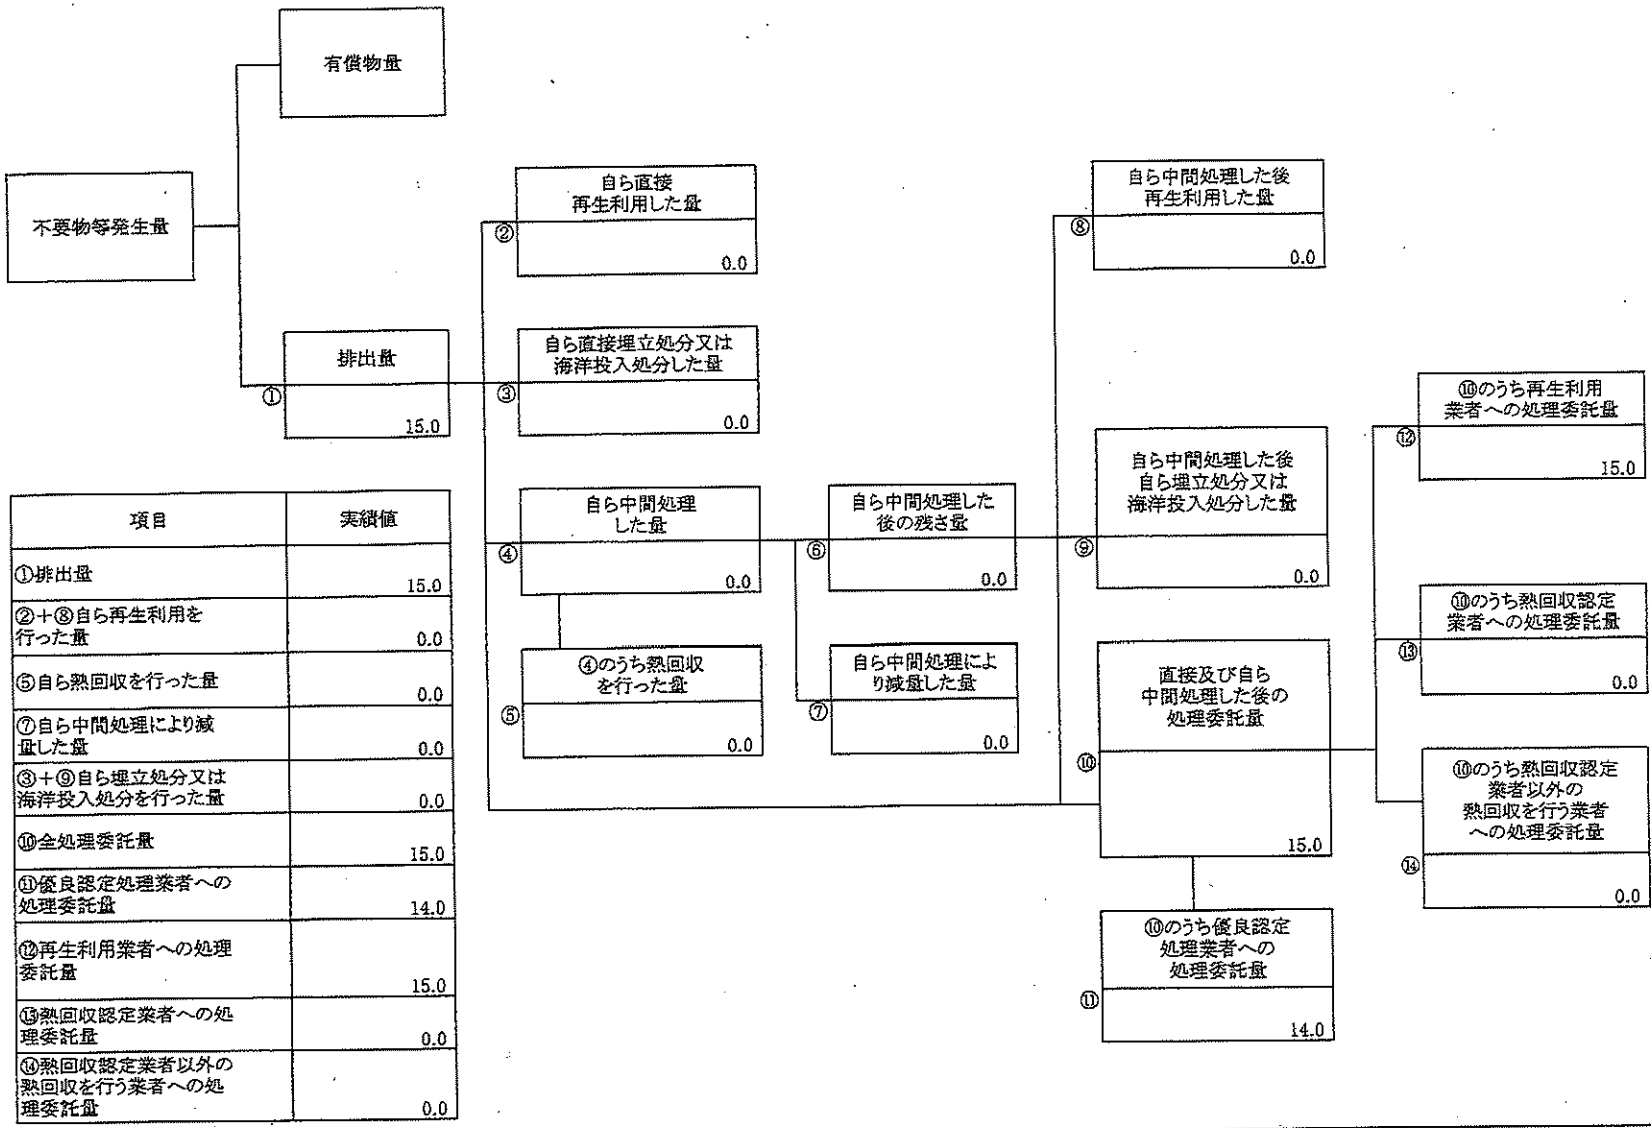 有償物量
不要物等発生量
① 排出量
15.0
自ら直接
再生利用した量
②
0.0
自ら直接埋立処分又は
海洋投入処分した量
③
0.0
自ら中間処理
した量
④
0.0
④のうち熱回収
を行った量
⑤
0.0
自ら中間処理した
後の残さ量
⑥
0.0
自ら中間処理によ
り減量した量
⑦
0.0
自ら中間処理した後
再生利用した量
⑧
0.0
自ら中間処理した後
自ら埋立処分又は
海洋投入処分した量
⑨
0.0
直接及び自ら
中間処理した後の
処理委託量
⑩
15.0
⑩のうち優良認定
処理業者への
処理委託量
⑪
14.0
⑩のうち再生利用
業者への処理委託量
⑫
15.0
⑩のうち熱回収認定
業者への処理委託量
⑬
0.0
⑩のうち熱回収認定
業者以外の
熱回収を行う業者
への処理委託量
⑭
0.0
項目 実績値
①排出量 15.0
②+⑧自ら再生利用を
行った量 0.0
⑤自ら熱回収を行った量 0.0
⑦自ら中間処理により減
量した量 0.0
③+⑨自ら埋立処分又は
海洋投入処分を行った量 0.0
⑩全処理委託量 15.0
⑪優良認定処理業者への
処理委託量 14.0
⑫再生利用業者への処理
委託量 15.0
⑬熱回収認定業者への処
理委託量 0.0
⑭熱回収認定業者以外の
熱回収を行う業者への処
理委託量 0.0